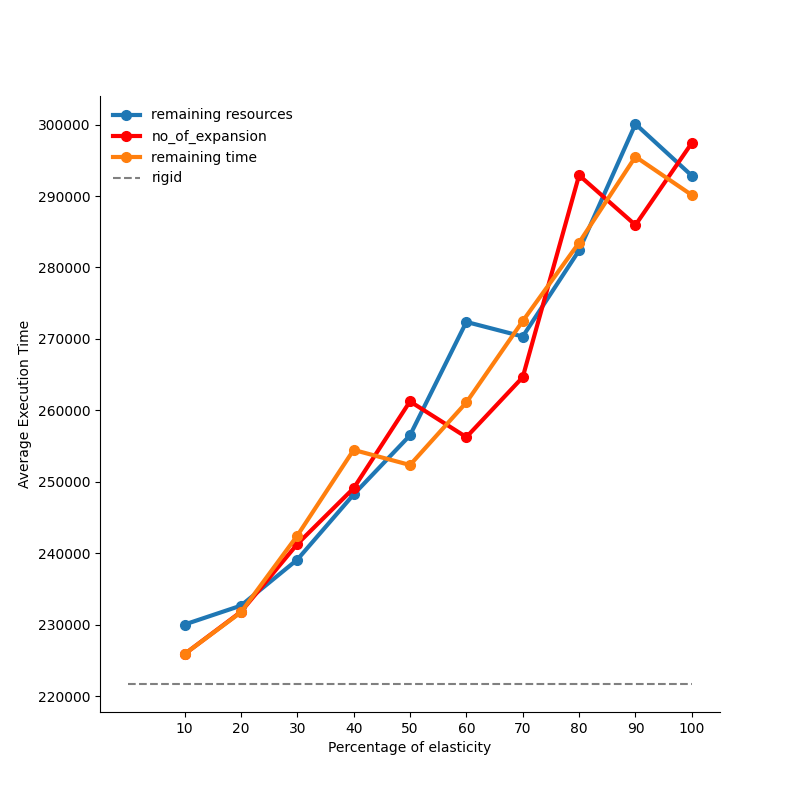 remaining resources
no_of_expansion
remaining time
rigid
Average Execution Time
300000
290000
280000
270000
260000
250000
240000
230000
220000
10 20 30 40 50 60 70 80 90 100
Percentage of elasticity